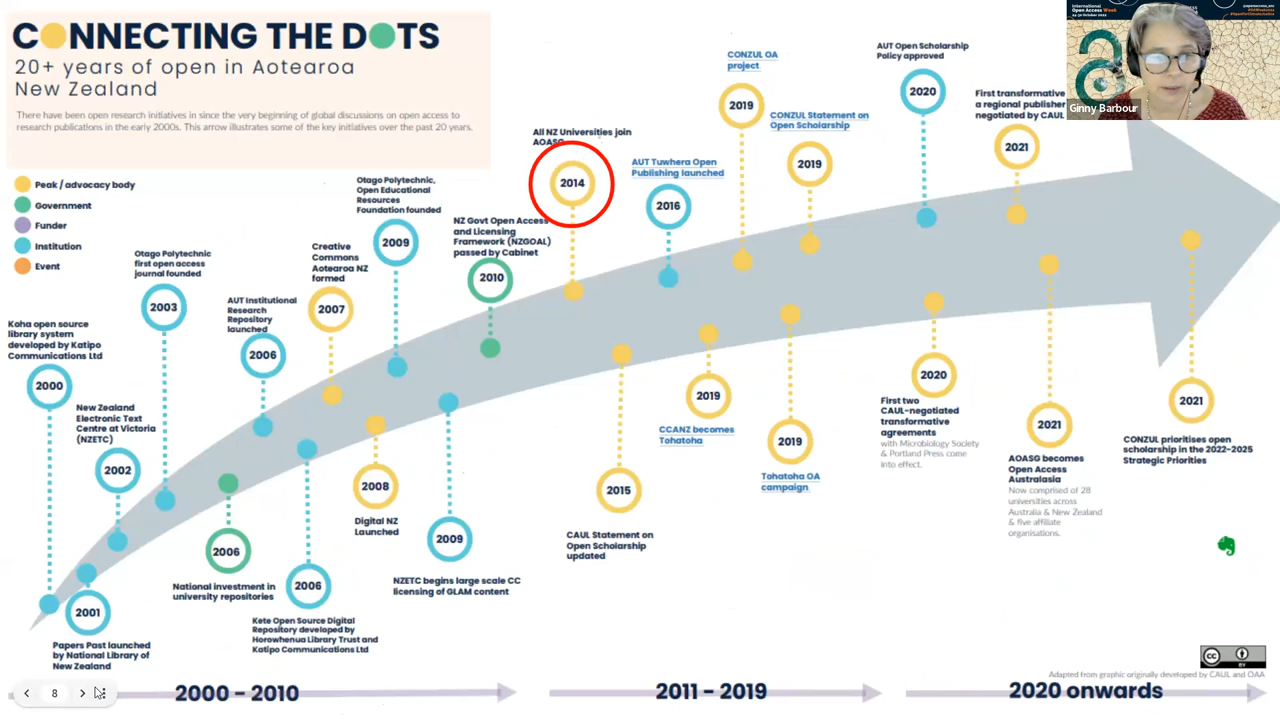 CONNECTING THE DOTS
20+ years of open in Aotearoa
New Zealand
There have been open research initiatives in since the very beginning of global discussions on open access to
research publications in the early 2000s. This arrow illustrates some of the key initiatives over the past 20 years.
Peak / advocacy body
Government
Funder
Institution
Event
Koha open source
library system
developed by Katipo
Communications Ltd
2000
New Zealand
Electronic Text
Centre at Victoria
(NZETC)
2002
2001
Papers Past launched
by National Library of
New Zealand
Otago Polytechnic
first open access
journal founded
2003
AUT Institutional
Research
Repository
launched
2006
2006
National investment in
university repositories
2006
Kete Open Source Digital
Repository developed by
Horowhenua Library Trust and
Katipo Communications Ltd
Creative
Commons
Aotearoa NZ
formed
2007
2008
Digital NZ
Launched
Otago Polytechnic,
Open Educational
Resources
Foundation founded
2009
2009
NZETC begins large scale CC
licensing of GLAM content
NZ Govt Open Access
and Licensing
Framework (NZGOAL)
passed by Cabinet
2010
All NZ Universities join
AOASG
2014
2015
CAUL Statement on
Open Scholarship
updated
AUT Tuwhera Open
Publishing launched
2016
2019
CCANZ becomes
Tohatoha
CONZUL OA
project
2019
CONZUL Statement on
Open Scholarship
2019
2019
Tohatoha OA
campaign
AUT Open Scholarship
Policy approved
2020
2020
First two
CAUL-negotiated
transformative
agreements
with Microbiology Society
& Portland Press come
into effect.
First transformative
a regional publisher
negotiated by CAUL
2021
2021
AOASG becomes
Open Access
Australasia
Now comprised of 28
universities across
Australia & New Zealand
& five affiliate
organisations.
2021
CONZUL prioritises open
scholarship in the 2022-2025
Strategic Priorities
International
Open Access Week
Ginny Barbour
CC
BY
Adapted from graphic originally developed by CAUL and OAA
8
2000 - 2010
2011 - 2019
2020 onwards